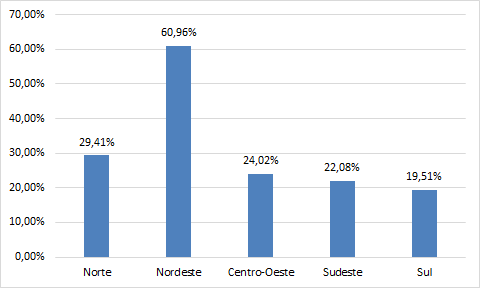 70,00%
60,00%
50,00%
40,00%
30,00%
20,00%
10,00%
0,00%
29,41%
60,96%
24,02%
22,08%
19,51%
Norte
Nordeste
Centro-Oeste
Sudeste
Sul